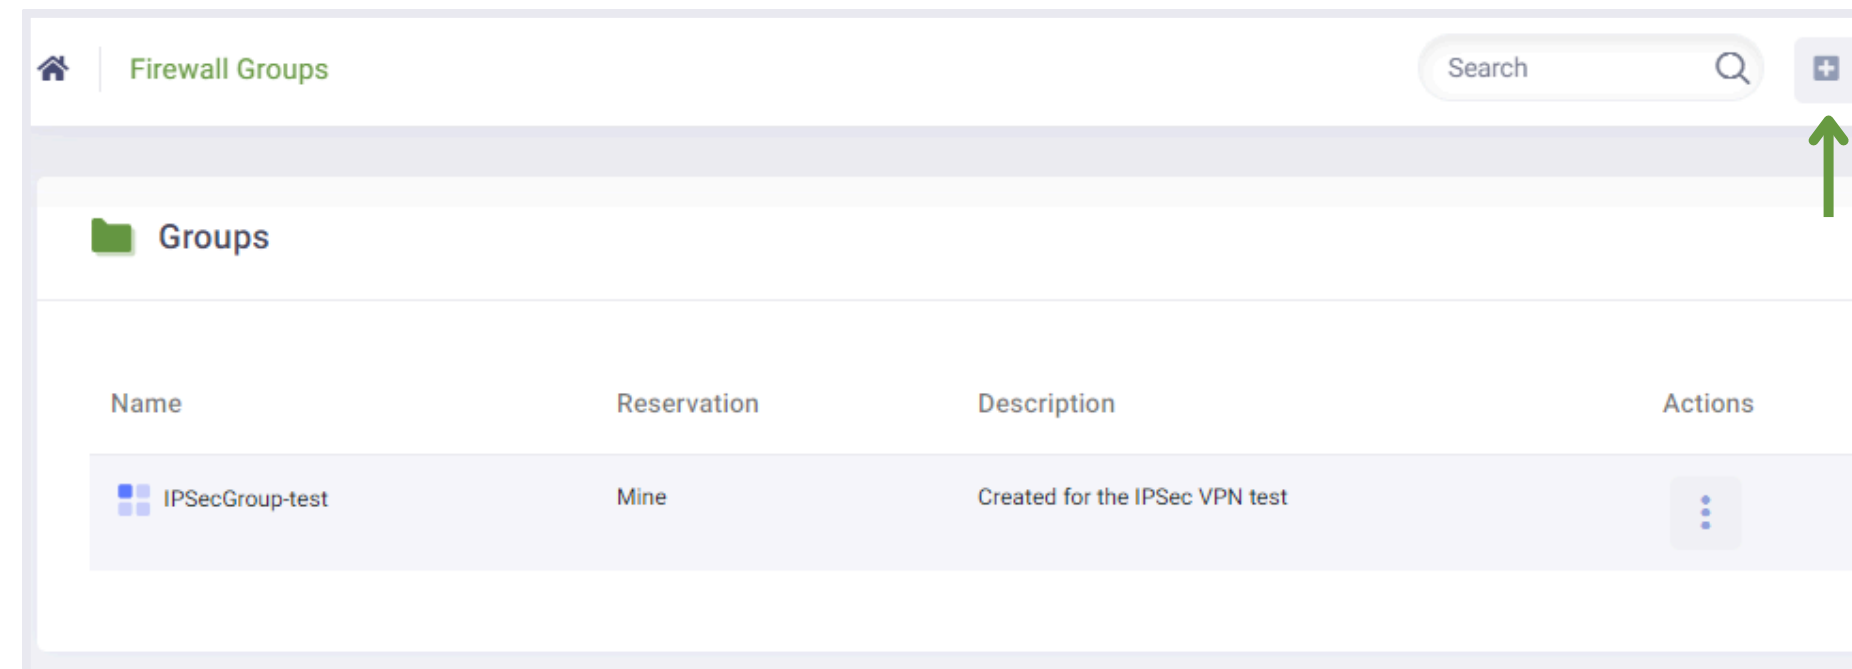 Firewall Groups
Search
Groups
Name Reservation Description Actions
IPSecGroup-test Mine Created for the IPSec VPN test